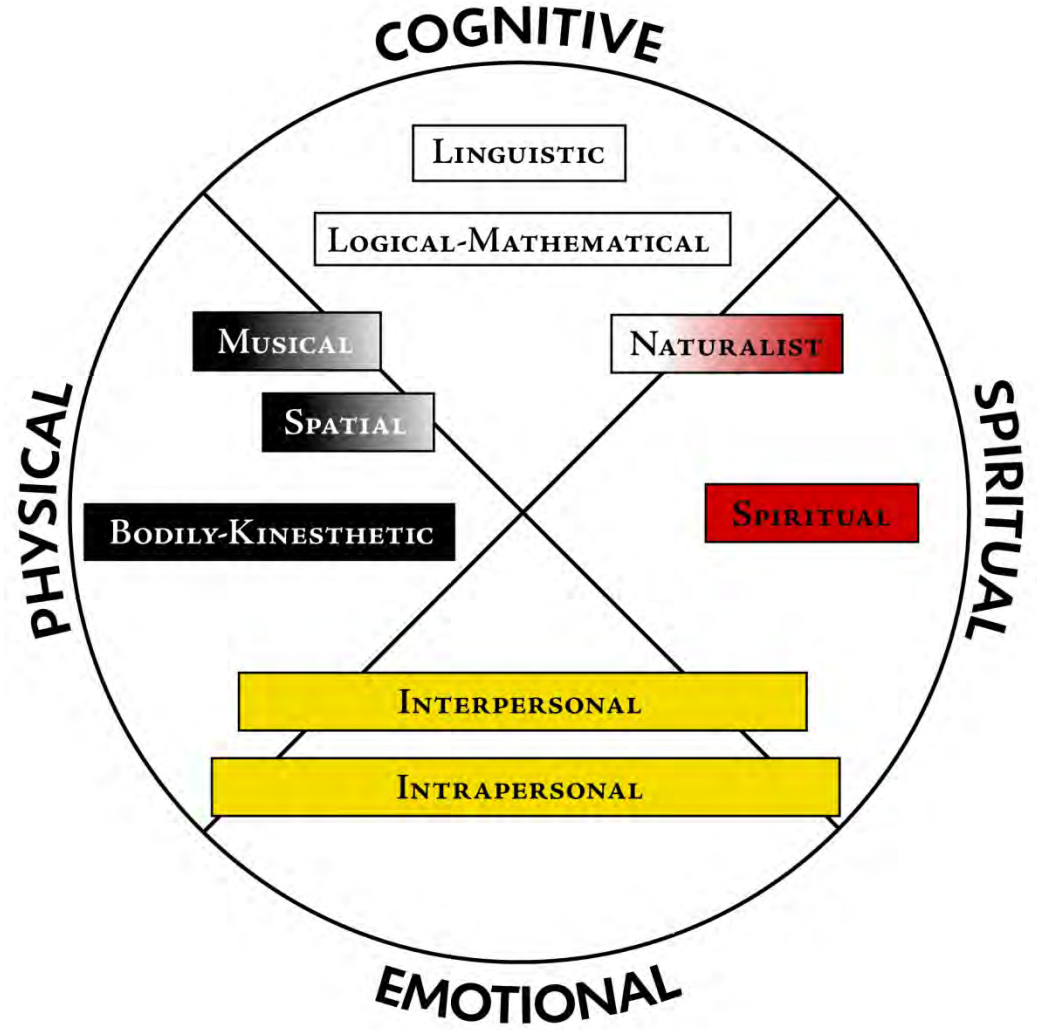 COGNITIVE
LINGUISTIC
LOGICAL-MATHEMATICAL
MUSICAL
NATURALIST
SPATIAL
PHYSICAL
SPIRITUAL
SPIRITUAL
BODILY-KINESTHETIC
INTERPERSONAL
INTRAPERSONAL
EMOTIONAL